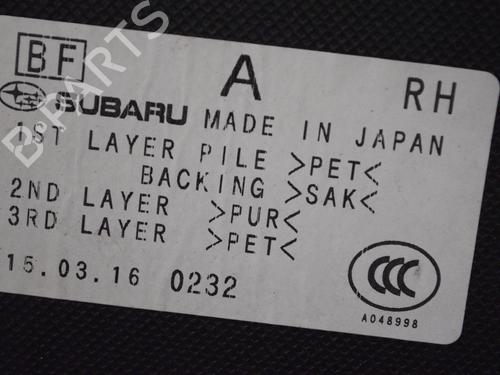 BF A RH
SUBARU MADE IN JAPAN
1ST LAYER PILE >PET<
BACKING >SAK<
2ND LAYER >PUR<
3RD LAYER >PET<
15.03.16 0232
CCC
A048998
B-PARTS